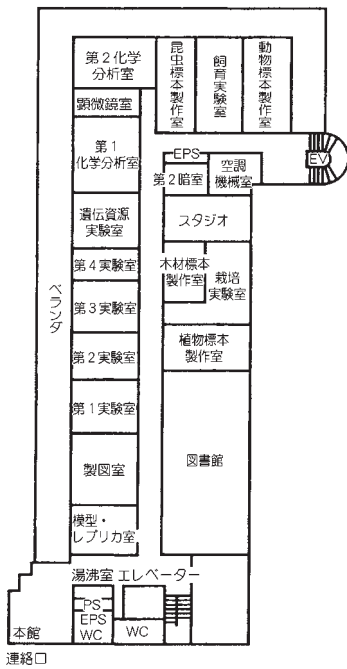 第2化学
分析室
昆虫標本製作室
飼育実験室
動物標本製作室
顕微鏡室
第1
化学分析室
EPS
第2暗室
空調
機械室
EV
遺伝資源
実験室
スタジオ
第4実験室
木材標本
製作室
栽培
実験室
ベランダ
第3実験室
第2実験室
植物標本
製作室
第1実験室
製図室
図書館
模型・
レプリカ室
湯沸室
エレベーター
PS
EPS
WC
WC
本館
連絡口